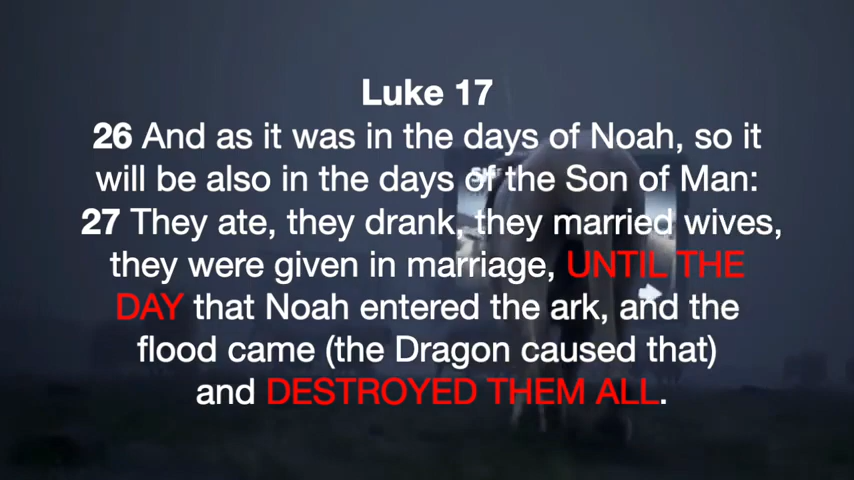 Luke 17
26 And as it was in the days of Noah, so it
will be also in the days of the Son of Man:
27 They ate, they drank, they married wives,
they were given in marriage, UNTIL THE
DAY that Noah entered the ark, and the
flood came (the Dragon caused that)
and DESTROYED THEM ALL.